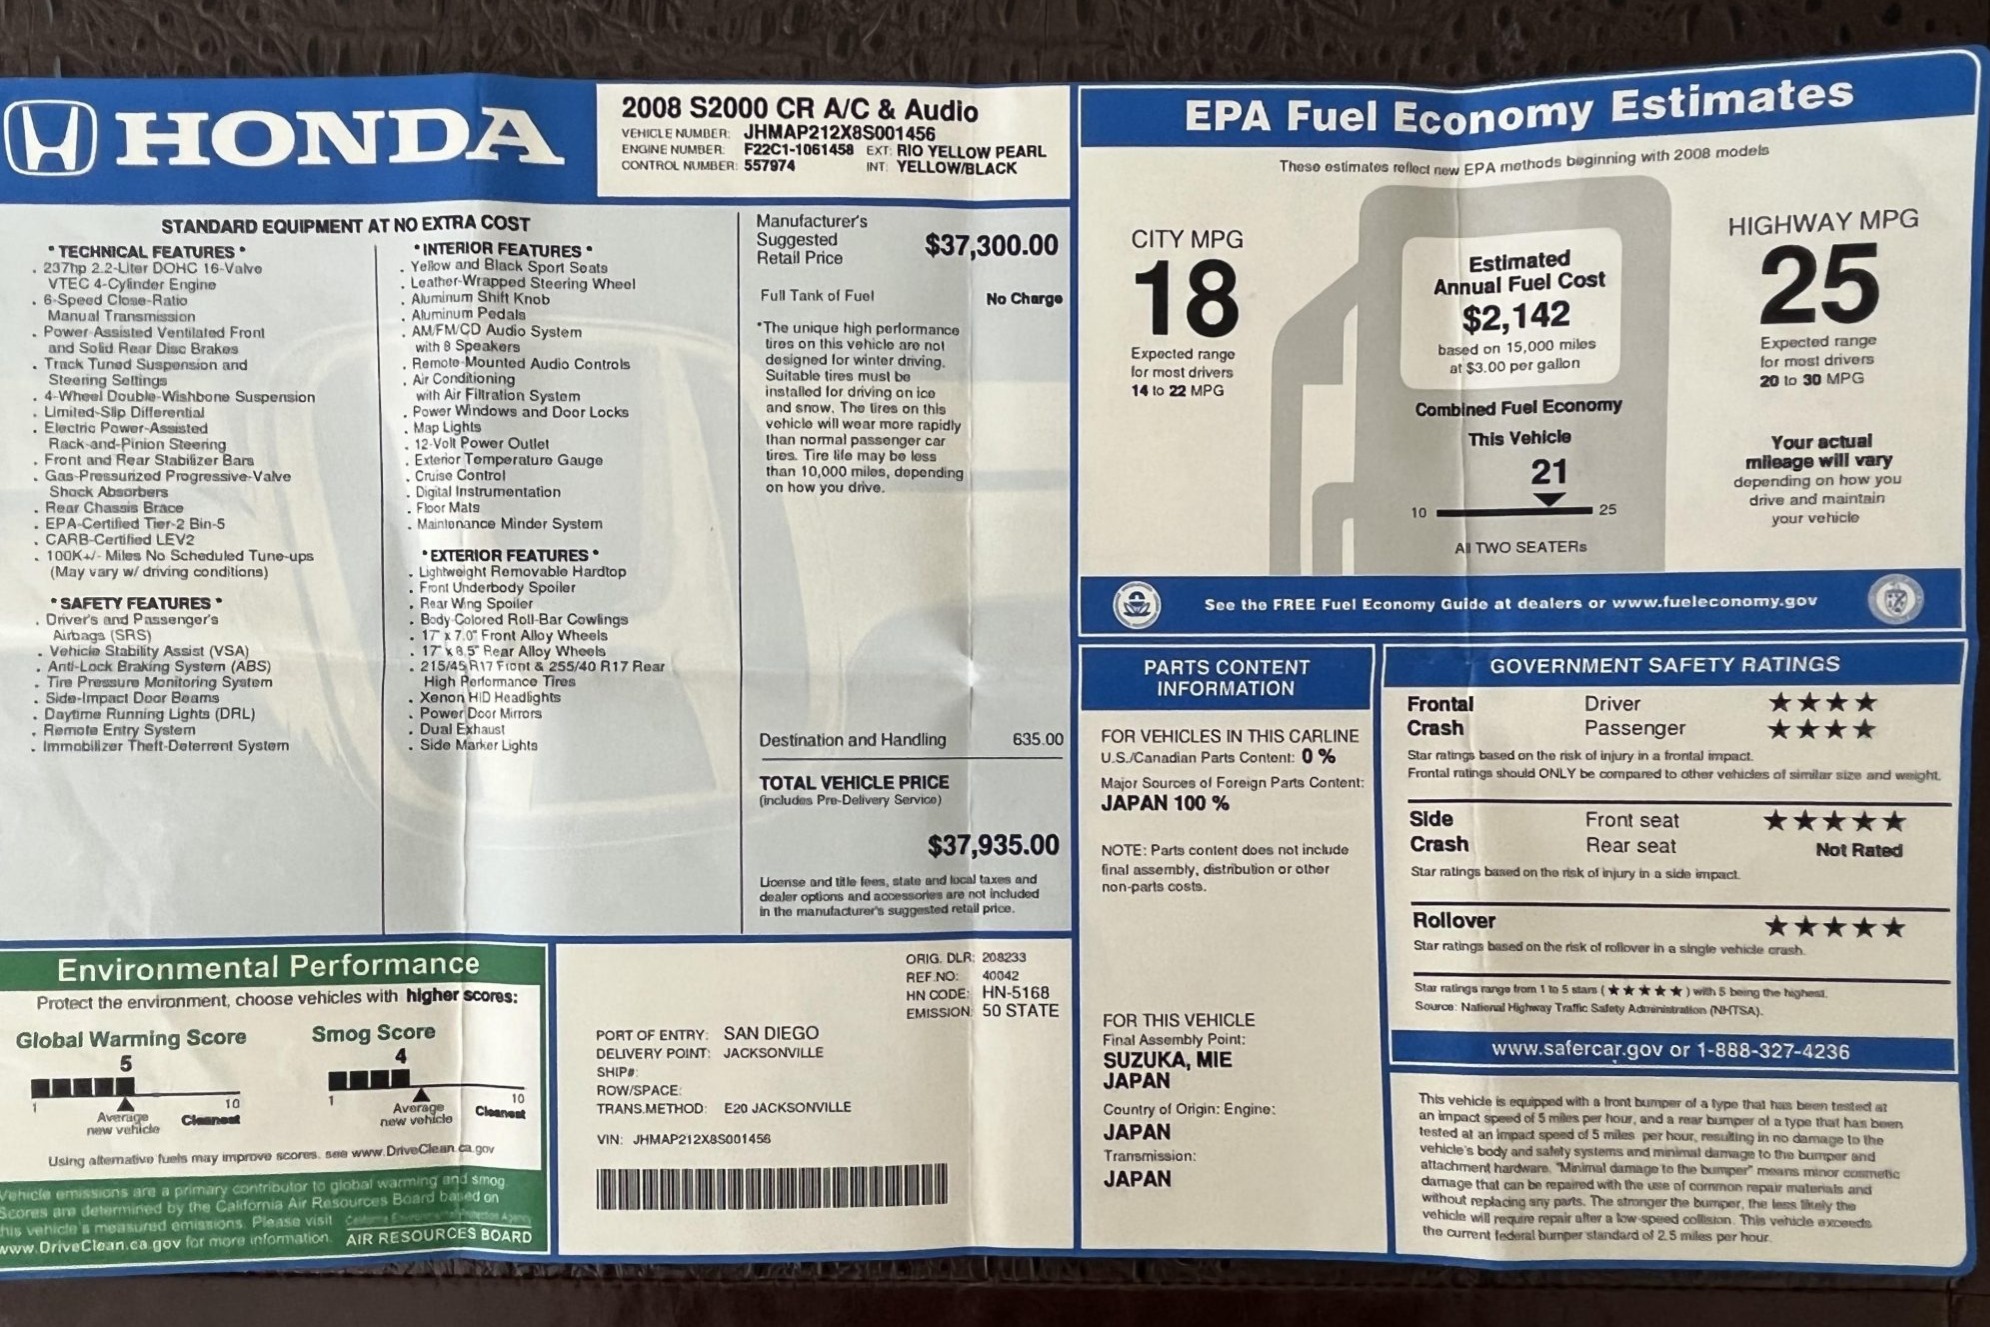 HONDA
2008 S2000 CR A/C & Audio
VEHICLE NUMBER: JHMAP212X8S001456
ENGINE NUMBER: F22C1-1061458 EXT: RIO YELLOW PEARL
CONTROL NUMBER: 557974 INT: YELLOW/BLACK
STANDARD EQUIPMENT AT NO EXTRA COST
* TECHNICAL FEATURES *
. 237hp 2.2-Liter DOHC 16-Valve
VTEC 4-Cylinder Engine
. 6-Speed Close-Ratio
Manual Transmission
. Power-Assisted Ventilated Front
and Solid Rear Disc Brakes
. Track Tuned Suspension and
Steering Settings
. 4-Wheel Double-Wishbone Suspension
. Limited-Slip Differential
. Electric Power-Assisted
Rack-and-Pinion Steering
. Front and Rear Stabilizer Bars
. Gas-Pressurized Progressive-Valve
Shock Absorbers
. Rear Chassis Brace
. EPA-Certified Tier-2 Bin-5
. CARB-Certified LEV2
. 100K+/- Miles No Scheduled Tune-ups
(May vary w/ driving conditions)
* SAFETY FEATURES *
. Driver's and Passenger's
Airbags (SRS)
. Vehicle Stability Assist (VSA)
. Anti-Lock Braking System (ABS)
. Tire Pressure Monitoring System
. Side-Impact Door Beams
. Daytime Running Lights (DRL)
. Remote Entry System
. Immobilizer Theft-Deterrent System
* INTERIOR FEATURES *
. Yellow and Black Sport Seats
. Leather-Wrapped Steering Wheel
. Aluminum Shift Knob
. Aluminum Pedals
. AM/FM/CD Audio System
with 8 Speakers
. Remote-Mounted Audio Controls
. Air Conditioning
with Air Filtration System
. Power Windows and Door Locks
. Map Lights
. 12-Volt Power Outlet
. Exterior Temperature Gauge
. Cruise Control
. Digital Instrumentation
. Floor Mats
. Maintenance Minder System
* EXTERIOR FEATURES *
. Lightweight Removable Hardtop
. Front Underbody Spoiler
. Rear Wing Spoiler
. Body-Colored Roll-Bar Cowlings
. 17" x 7.0" Front Alloy Wheels
. 17" x 8.5" Rear Alloy Wheels
. 215/45 R17 Front & 255/40 R17 Rear
High Performance Tires
. Xenon HID Headlights
. Power Door Mirrors
. Dual Exhaust
. Side Marker Lights
Manufacturer's
Suggested
Retail Price $37,300.00
Full Tank of Fuel No Charge
*The unique high performance
tires on this vehicle are not
designed for winter driving.
Suitable tires must be
installed for driving on ice
and snow. The tires on this
vehicle will wear more rapidly
than normal passenger car
tires. Tire life may be less
than 10,000 miles, depending
on how you drive.
Destination and Handling 635.00
TOTAL VEHICLE PRICE
(includes Pre-Delivery Service)
$37,935.00
License and title fees, state and local taxes and
dealer options and accessories are not included
in the manufacturer's suggested retail price.
Environmental Performance
Protect the environment, choose vehicles with higher scores:
Global Warming Score
5
1 10
Average
new vehicle
Cleanest
Smog Score
4
1 10
Average
new vehicle
Cleanest
Using alternative fuels may improve scores. see www.DriveClean.ca.gov
Vehicle emissions are a primary contributor to global warming and smog.
Scores are determined by the California Air Resources Board based on
this vehicle's measured emissions. Please visit
www.DriveClean.ca.gov for more information.
California Environmental Protection Agency
AIR RESOURCES BOARD
ORIG. DLR: 208233
REF.NO: 40042
HN CODE: HN-5168
EMISSION: 50 STATE
PORT OF ENTRY: SAN DIEGO
DELIVERY POINT: JACKSONVILLE
SHIP#:
ROW/SPACE:
TRANS.METHOD: E20 JACKSONVILLE
VIN: JHMAP212X8S001456
EPA Fuel Economy Estimates
These estimates reflect new EPA methods beginning with 2008 models
CITY MPG
18
Expected range
for most drivers
14 to 22 MPG
Estimated
Annual Fuel Cost
$2,142
based on 15,000 miles
at $3.00 per gallon
Combined Fuel Economy
This Vehicle
21
10 25
All TWO SEATERs
HIGHWAY MPG
25
Expected range
for most drivers
20 to 30 MPG
Your actual
mileage will vary
depending on how you
drive and maintain
your vehicle
See the FREE Fuel Economy Guide at dealers or www.fueleconomy.gov
PARTS CONTENT
INFORMATION
FOR VEHICLES IN THIS CARLINE
U.S./Canadian Parts Content: 0 %
Major Sources of Foreign Parts Content:
JAPAN 100 %
NOTE: Parts content does not include
final assembly, distribution or other
non-parts costs.
FOR THIS VEHICLE
Final Assembly Point:
SUZUKA, MIE
JAPAN
Country of Origin: Engine:
JAPAN
Transmission:
JAPAN
GOVERNMENT SAFETY RATINGS
Frontal Driver ★★★★
Crash Passenger ★★★★
Star ratings based on the risk of injury in a frontal impact.
Frontal ratings should ONLY be compared to other vehicles of similar size and weight.
Side Front seat ★★★★★
Crash Rear seat Not Rated
Star ratings based on the risk of injury in a side impact.
Rollover ★★★★★
Star ratings based on the risk of rollover in a single vehicle crash.
Star ratings range from 1 to 5 stars (★★★★★) with 5 being the highest.
Source: National Highway Traffic Safety Administration (NHTSA).
www.safercar.gov or 1-888-327-4236
This vehicle is equipped with a front bumper of a type that has been tested at
an impact speed of 5 miles per hour, and a rear bumper of a type that has been
tested at an impact speed of 5 miles per hour, resulting in no damage to the
vehicle's body and safety systems and minimal damage to the bumper and
attachment hardware. "Minimal damage to the bumper" means minor cosmetic
damage that can be repaired with the use of common repair materials and
without replacing any parts. The stronger the bumper, the less likely the
vehicle will require repair after a low-speed collision. This vehicle exceeds
the current federal bumper standard of 2.5 miles per hour.